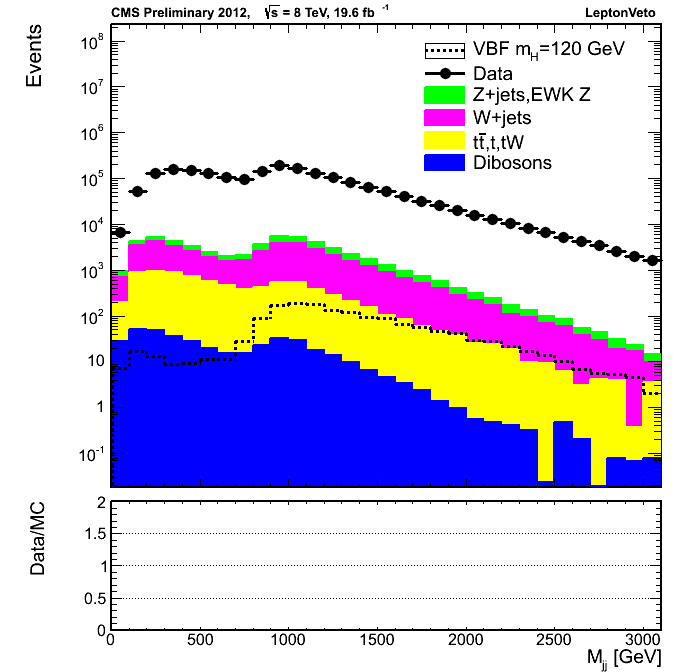 CMS Preliminary 2012, √s = 8 TeV, 19.6 fb⁻¹ LeptonVeto
Events
10⁸
10⁷
10⁶
10⁵
10⁴
10³
10²
10
1
10⁻¹
VBF m_H=120 GeV
Data
Z+jets,EWK Z
W+jets
tt̄,t,tW
Dibosons
Data/MC
2
1.5
1
0.5
0
0 500 1000 1500 2000 2500 3000
M_jj [GeV]